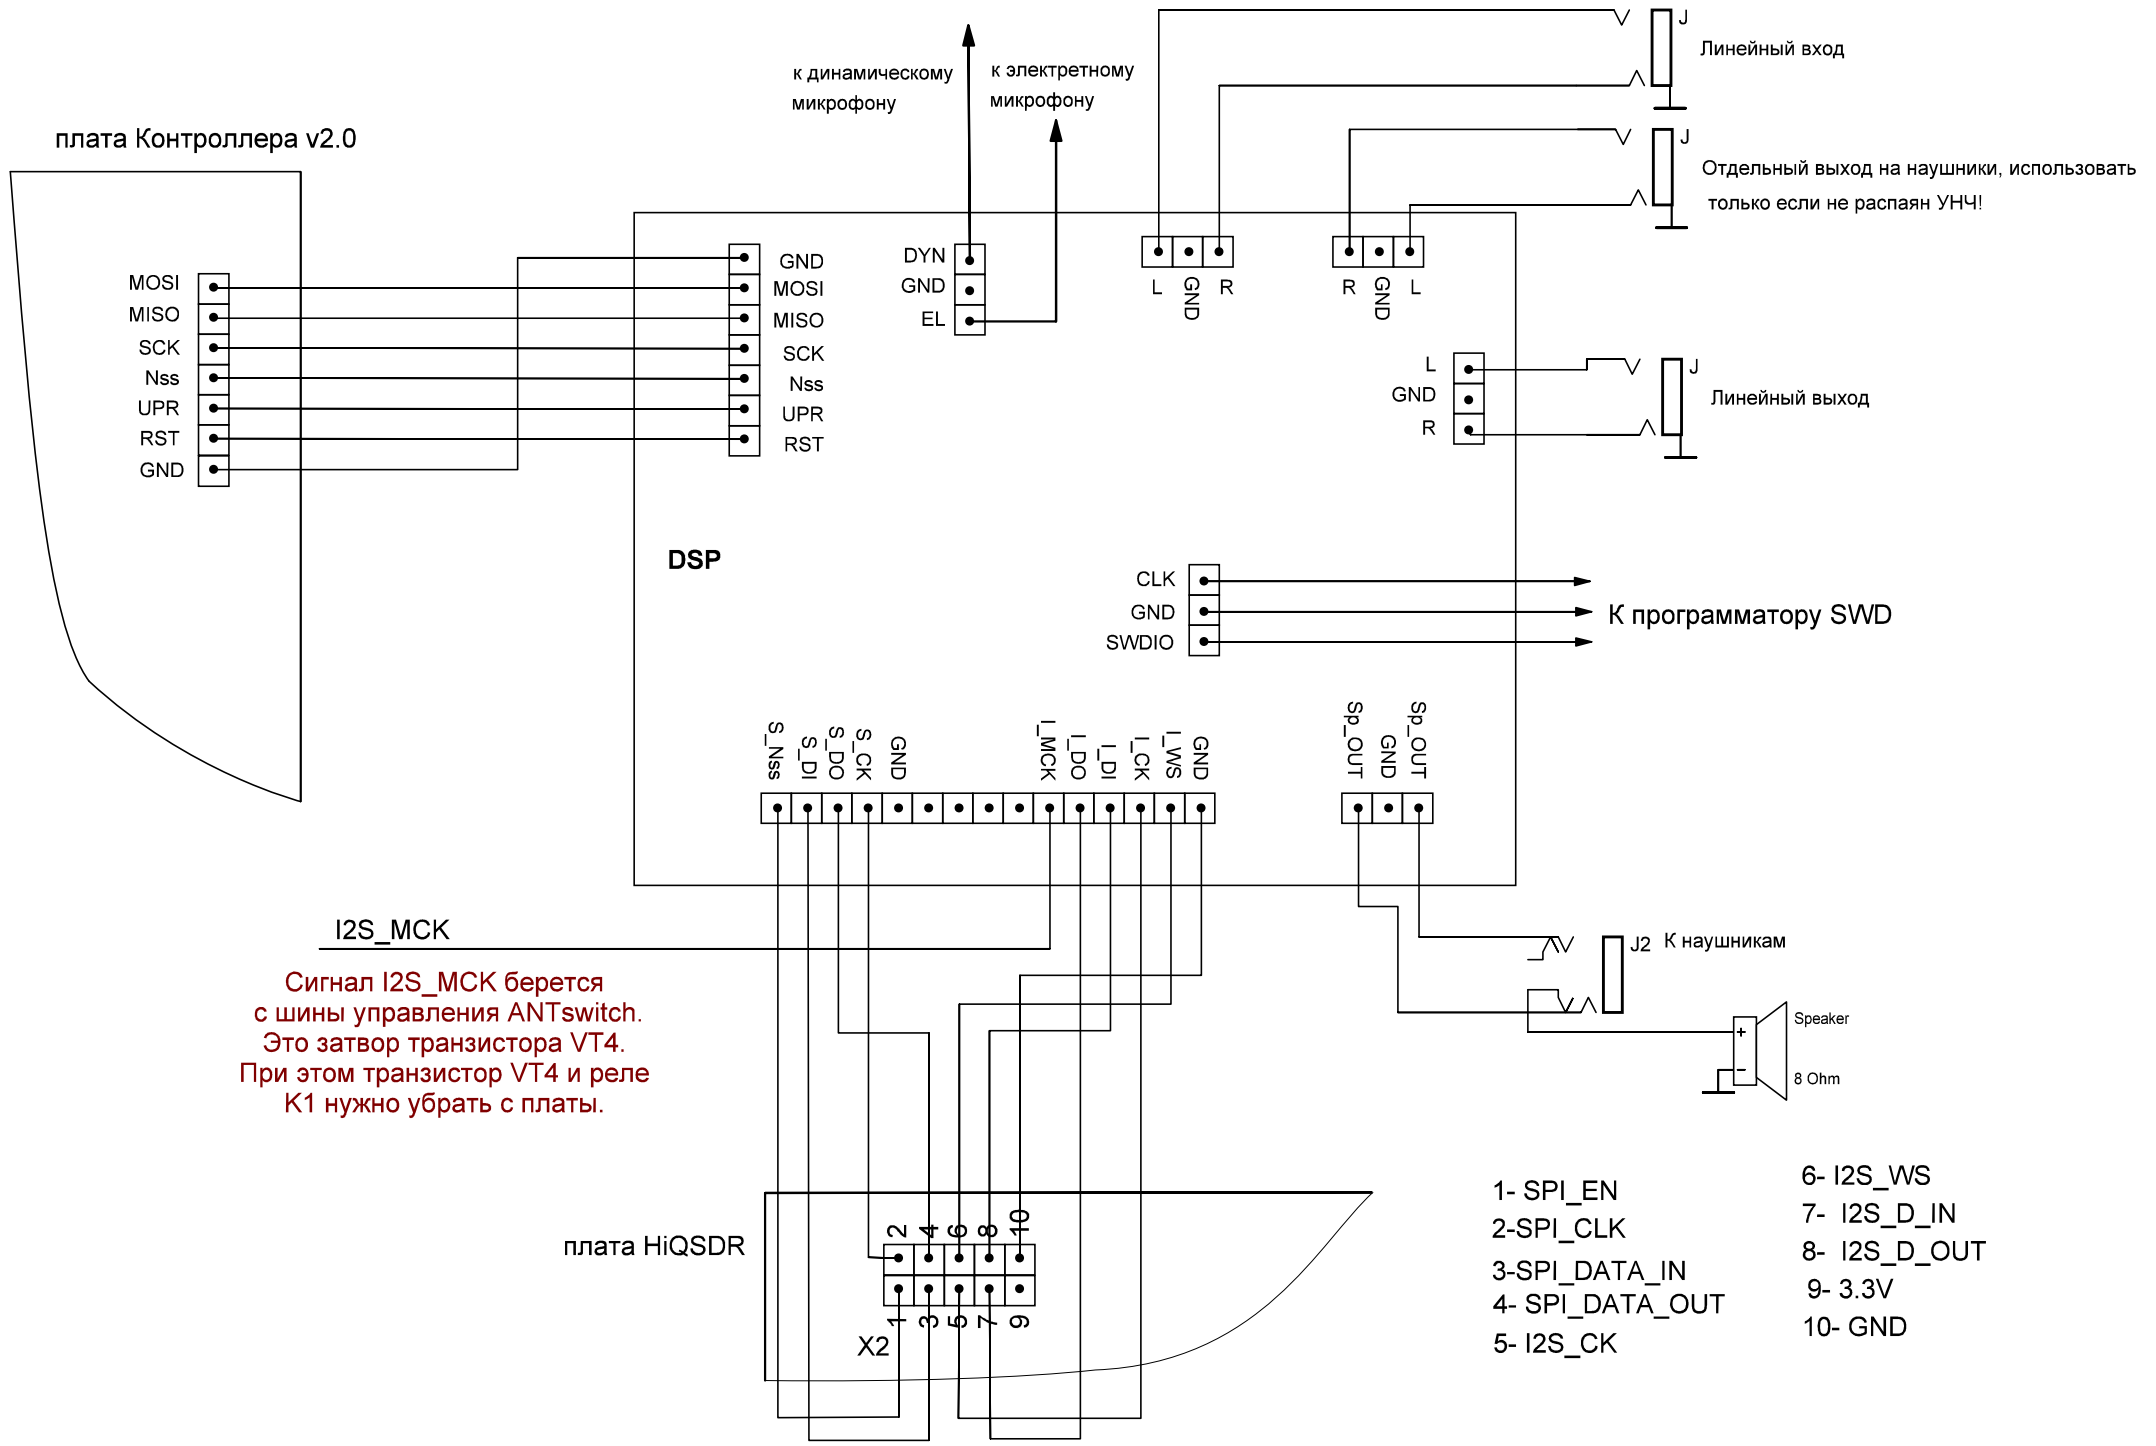 к динамическому
микрофону
к электретному
микрофону
J
Линейный вход
J
Отдельный выход на наушники, использовать
только если не распаян УНЧ!
плата Контроллера v2.0
MOSI
MISO
SCK
Nss
UPR
RST
GND
GND
MOSI
MISO
SCK
Nss
UPR
RST
DYN
GND
EL
L
GND
R
R
GND
L
L
GND
R
J
Линейный выход
DSP
CLK
GND
SWDIO
К программатору SWD
S_Nss
S_DI
S_DO
S_CK
GND
I_MCK
I_DO
I_DI
I_CK
I_WS
GND
Sp_OUT
GND
Sp_OUT
I2S_MCK
Сигнал I2S_MCK берется
с шины управления ANTswitch.
Это затвор транзистора VT4.
При этом транзистор VT4 и реле
K1 нужно убрать с платы.
J2
К наушникам
Speaker
+
–
8 Ohm
плата HiQSDR
2
4
6
8
10
1
3
5
7
9
X2
1- SPI_EN
2-SPI_CLK
3-SPI_DATA_IN
4- SPI_DATA_OUT
5- I2S_CK
6- I2S_WS
7- I2S_D_IN
8- I2S_D_OUT
9- 3.3V
10- GND